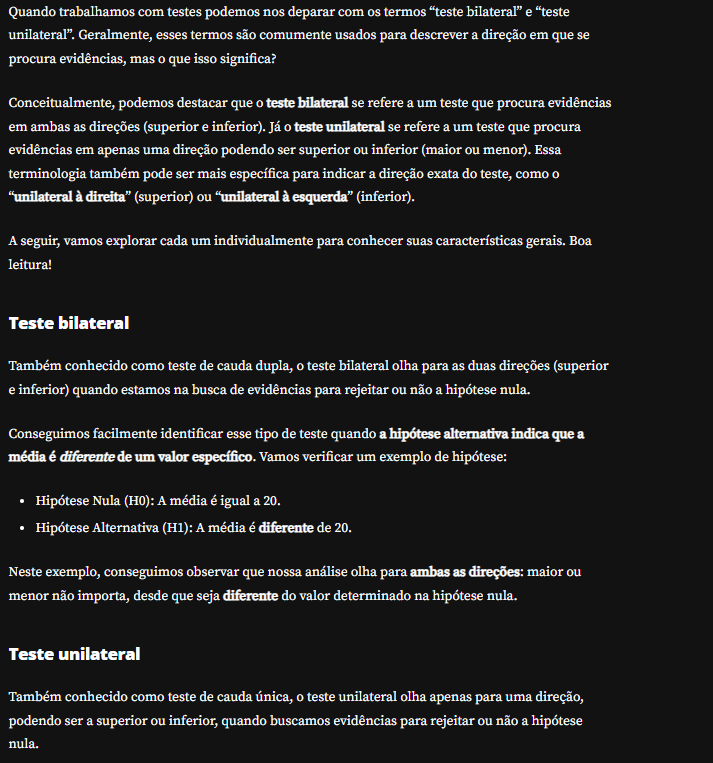 Quando trabalhamos com testes podemos nos deparar com os termos “teste bilateral” e “teste
unilateral”. Geralmente, esses termos são comumente usados para descrever a direção em que se
procura evidências, mas o que isso significa?
Conceitualmente, podemos destacar que o teste bilateral se refere a um teste que procura evidências
em ambas as direções (superior e inferior). Já o teste unilateral se refere a um teste que procura
evidências em apenas uma direção podendo ser superior ou inferior (maior ou menor). Essa
terminologia também pode ser mais específica para indicar a direção exata do teste, como o
“unilateral à direita” (superior) ou “unilateral à esquerda” (inferior).
A seguir, vamos explorar cada um individualmente para conhecer suas características gerais. Boa
leitura!
Teste bilateral
Também conhecido como teste de cauda dupla, o teste bilateral olha para as duas direções (superior
e inferior) quando estamos na busca de evidências para rejeitar ou não a hipótese nula.
Conseguimos facilmente identificar esse tipo de teste quando a hipótese alternativa indica que a
média é diferente de um valor específico. Vamos verificar um exemplo de hipótese:
• Hipótese Nula (H0): A média é igual a 20.
• Hipótese Alternativa (H1): A média é diferente de 20.
Neste exemplo, conseguimos observar que nossa análise olha para ambas as direções: maior ou
menor não importa, desde que seja diferente do valor determinado na hipótese nula.
Teste unilateral
Também conhecido como teste de cauda única, o teste unilateral olha apenas para uma direção,
podendo ser a superior ou inferior, quando buscamos evidências para rejeitar ou não a hipótese
nula.